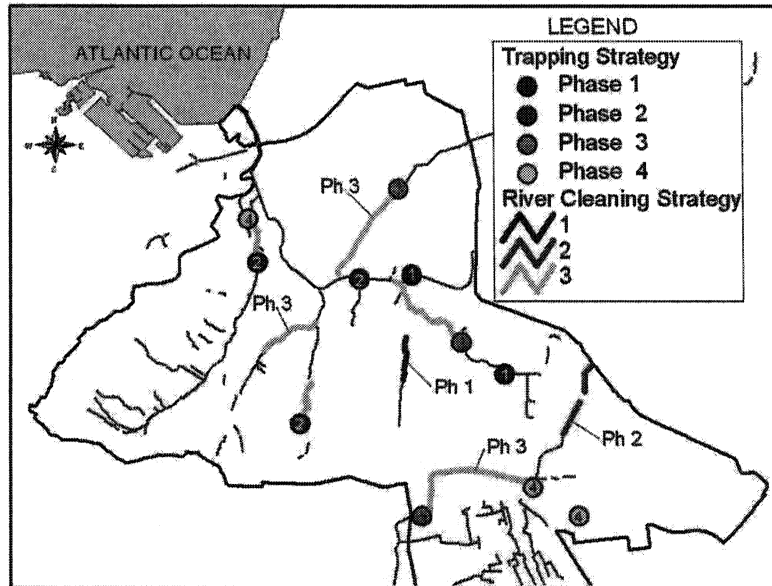 LEGEND
ATLANTIC OCEAN
Trapping Strategy
Phase 1
Phase 2
Phase 3
Phase 4
River Cleaning Strategy
1
2
3
N
W
E
S
Ph 3
4
2
2
1
Ph 3
1
Ph 1
2
Ph 3
Ph 2
4
4